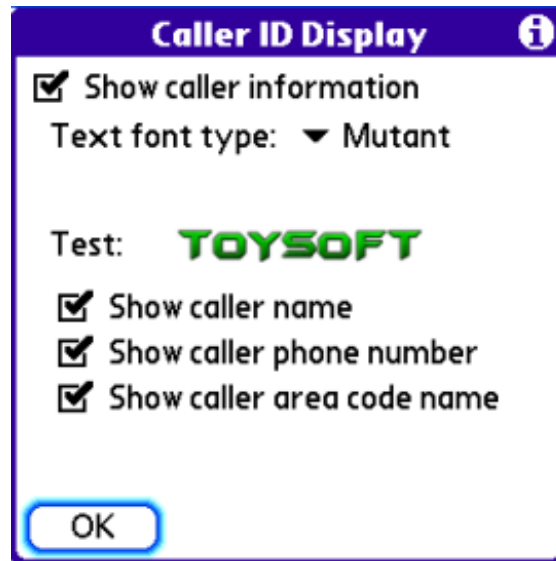 Caller ID Display
Show caller information
Text font type: Mutant
Test: TOYSOFT
Show caller name
Show caller phone number
Show caller area code name
OK